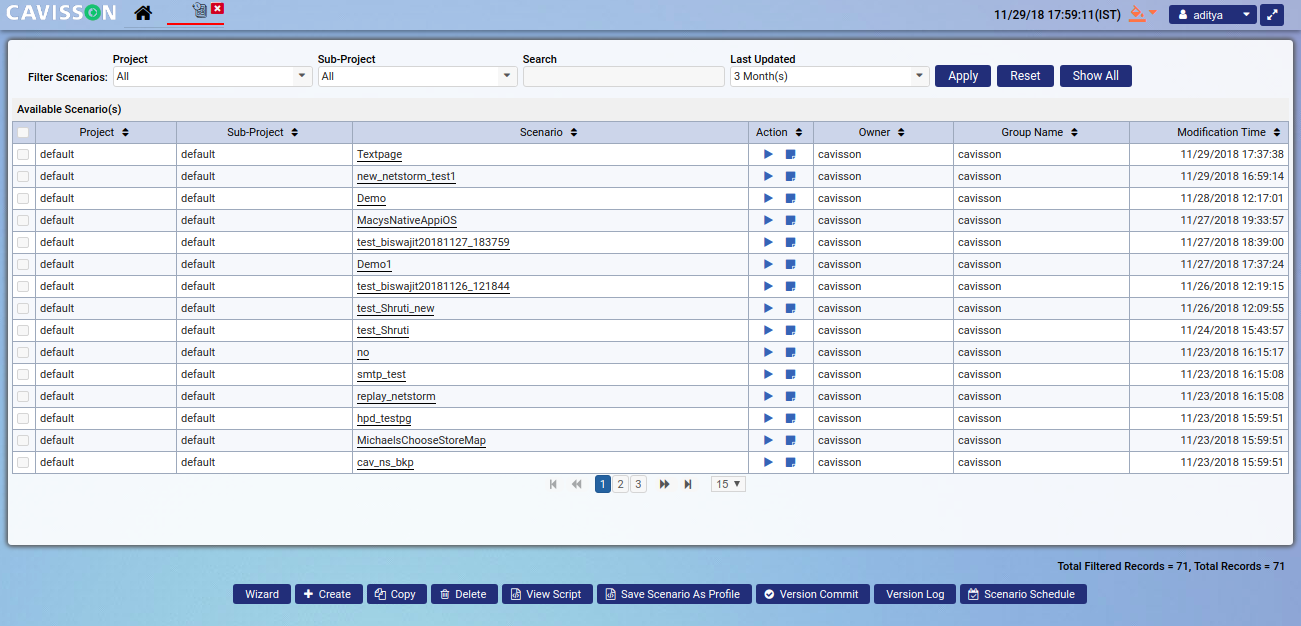 CAVISSON 11/29/18 17:59:11(IST) aditya
Project Sub-Project Search Last Updated
Filter Scenarios: All All 3 Month(s) Apply Reset Show All
Available Scenario(s)
Project Sub-Project Scenario Action Owner Group Name Modification Time
default default Textpage cavisson cavisson 11/29/2018 17:37:38
default default new_netstorm_test1 cavisson cavisson 11/29/2018 16:59:14
default default Demo cavisson cavisson 11/28/2018 12:17:01
default default MacysNativeAppiOS cavisson cavisson 11/27/2018 19:33:57
default default test_biswajit20181127_183759 cavisson cavisson 11/27/2018 18:39:00
default default Demo1 cavisson cavisson 11/27/2018 17:37:24
default default test_biswajit20181126_121844 cavisson cavisson 11/26/2018 12:19:15
default default test_Shruti_new cavisson cavisson 11/26/2018 12:09:55
default default test_Shruti cavisson cavisson 11/24/2018 15:43:57
default default no cavisson cavisson 11/23/2018 16:15:17
default default smtp_test cavisson cavisson 11/23/2018 16:15:08
default default replay_netstorm cavisson cavisson 11/23/2018 16:15:08
default default hpd_testpg cavisson cavisson 11/23/2018 15:59:51
default default MichaelsChooseStoreMap cavisson cavisson 11/23/2018 15:59:51
default default cav_ns_bkp cavisson cavisson 11/23/2018 15:59:51
1 2 3 15
Total Filtered Records = 71, Total Records = 71
Wizard Create Copy Delete View Script Save Scenario As Profile Version Commit Version Log Scenario Schedule